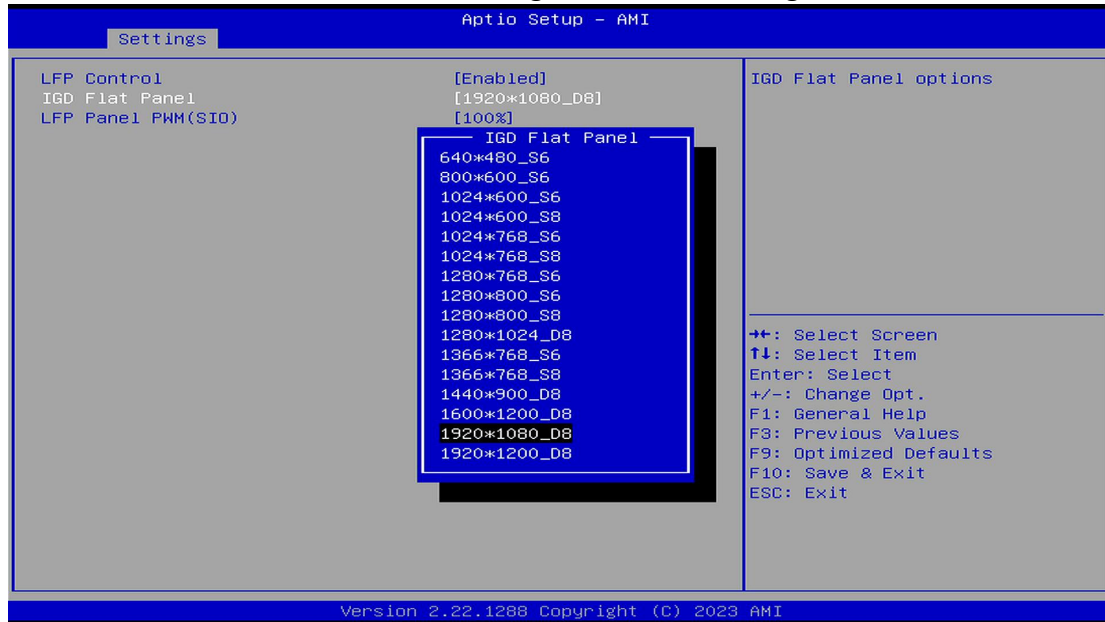 Aptio Setup – AMI
Settings
LFP Control [Enabled] IGD Flat Panel options
IGD Flat Panel [1920*1080_D8]
LFP Panel PWM(SIO) [100%]
IGD Flat Panel
640*480_S6
800*600_S6
1024*600_S6
1024*600_S8
1024*768_S6
1024*768_S8
1280*768_S6
1280*800_S6
1280*800_S8
1280*1024_D8
1366*768_S6
1366*768_S8
1440*900_D8
1600*1200_D8
1920*1080_D8
1920*1200_D8
→←: Select Screen
↑↓: Select Item
Enter: Select
+/-: Change Opt.
F1: General Help
F3: Previous Values
F9: Optimized Defaults
F10: Save & Exit
ESC: Exit
Version 2.22.1288 Copyright (C) 2023 AMI